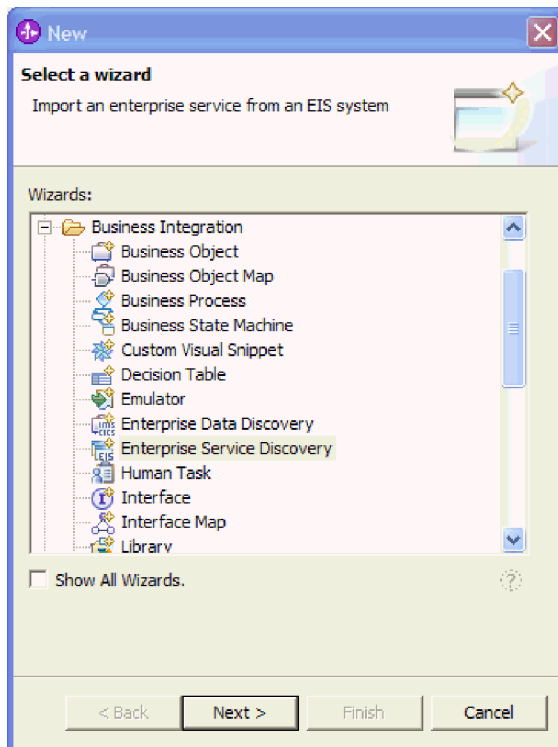 New
Select a wizard
Import an enterprise service from an EIS system
Wizards:
Business Integration
Business Object
Business Object Map
Business Process
Business State Machine
Custom Visual Snippet
Decision Table
Emulator
Enterprise Data Discovery
Enterprise Service Discovery
Human Task
Interface
Interface Map
Library
Show All Wizards.
< Back Next > Finish Cancel